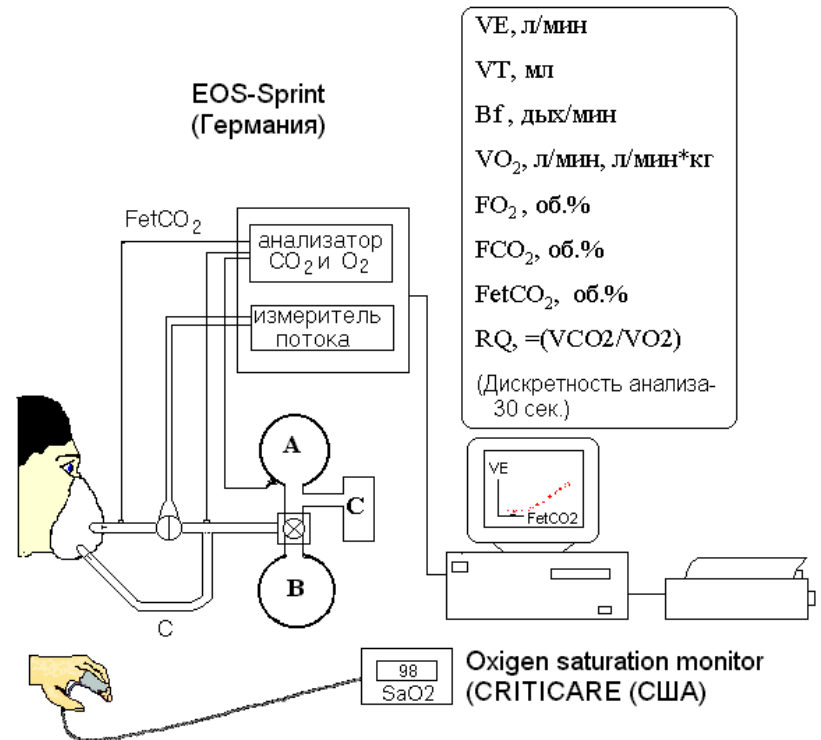 EOS-Sprint
(Германия)
VE, л/мин
VT, мл
Bf, дых/мин
VO₂, л/мин, л/мин*кг
FO₂, об.%
FCO₂, об.%
FetCO₂, об.%
RQ, =(VCO2/VO2)
(Дискретность анализа-
30 сек.)
FetCO₂
анализатор
CO₂ и O₂
измеритель
потока
A
C
B
C
VE
FetCO2
98
SaO2
Oxigen saturation monitor
(CRITICARE (США)